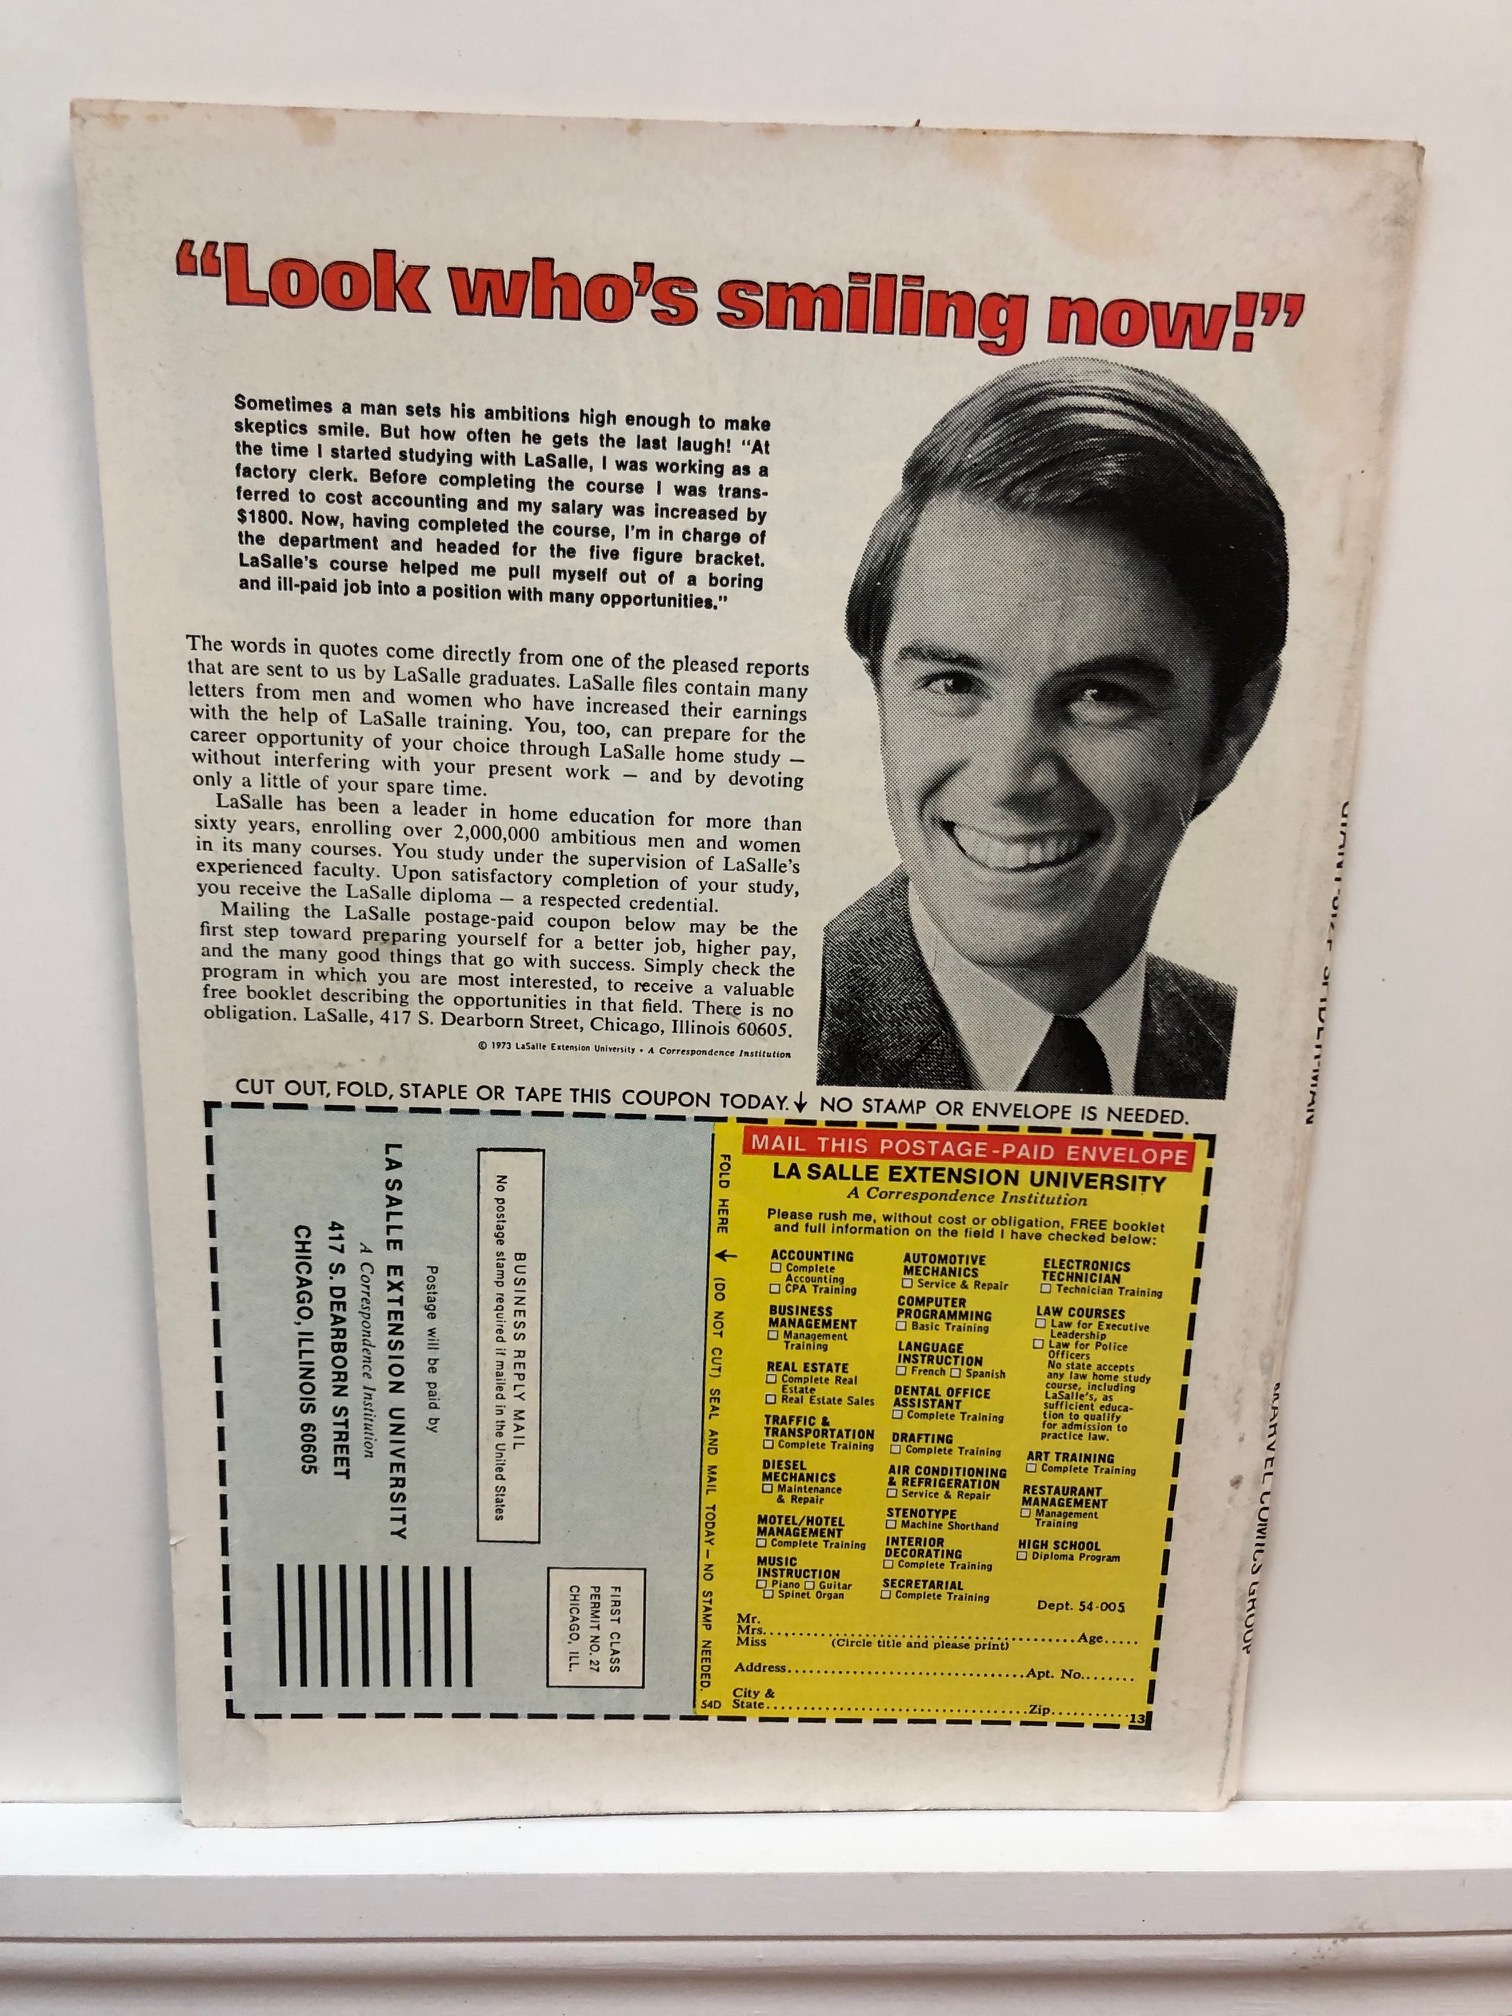 “Look who’s smiling now!”
Sometimes a man sets his ambitions high enough to make
skeptics smile. But how often he gets the last laugh! “At
the time I started studying with LaSalle, I was working as a
factory clerk. Before completing the course I was trans-
ferred to cost accounting and my salary was increased by
$1800. Now, having completed the course, I’m in charge of
the department and headed for the five figure bracket.
LaSalle’s course helped me pull myself out of a boring
and ill-paid job into a position with many opportunities.”
The words in quotes come directly from one of the pleased reports
that are sent to us by LaSalle graduates. LaSalle files contain many
letters from men and women who have increased their earnings
with the help of LaSalle training. You, too, can prepare for the
career opportunity of your choice through LaSalle home study —
without interfering with your present work — and by devoting
only a little of your spare time.
LaSalle has been a leader in home education for more than
sixty years, enrolling over 2,000,000 ambitious men and women
in its many courses. You study under the supervision of LaSalle’s
experienced faculty. Upon satisfactory completion of your study,
you receive the LaSalle diploma — a respected credential.
Mailing the LaSalle postage-paid coupon below may be the
first step toward preparing yourself for a better job, higher pay,
and the many good things that go with success. Simply check the
program in which you are most interested, to receive a valuable
free booklet describing the opportunities in that field. There is no
obligation. LaSalle, 417 S. Dearborn Street, Chicago, Illinois 60605.
© 1973 LaSalle Extension University • A Correspondence Institution
CUT OUT, FOLD, STAPLE OR TAPE THIS COUPON TODAY.↓ NO STAMP OR ENVELOPE IS NEEDED.
FIRST CLASS
PERMIT NO. 27
CHICAGO, ILL.
BUSINESS REPLY MAIL
No postage stamp required if mailed in the United States
Postage will be paid by
LA SALLE EXTENSION UNIVERSITY
A Correspondence Institution
417 S. DEARBORN STREET
CHICAGO, ILLINOIS 60605
FOLD HERE ↓ (DO NOT CUT) SEAL AND MAIL TODAY — NO STAMP NEEDED.
54D
MAIL THIS POSTAGE-PAID ENVELOPE
LA SALLE EXTENSION UNIVERSITY
A Correspondence Institution
Please rush me, without cost or obligation, FREE booklet
and full information on the field I have checked below:
ACCOUNTING
☐ Complete
Accounting
☐ CPA Training
BUSINESS
MANAGEMENT
☐ Management
Training
REAL ESTATE
☐ Complete Real
Estate
☐ Real Estate Sales
TRAFFIC &
TRANSPORTATION
☐ Complete Training
DIESEL
MECHANICS
☐ Maintenance
& Repair
MOTEL/HOTEL
MANAGEMENT
☐ Complete Training
MUSIC
INSTRUCTION
☐ Piano ☐ Guitar
☐ Spinet Organ
AUTOMOTIVE
MECHANICS
☐ Service & Repair
COMPUTER
PROGRAMMING
☐ Basic Training
LANGUAGE
INSTRUCTION
☐ French ☐ Spanish
DENTAL OFFICE
ASSISTANT
☐ Complete Training
DRAFTING
☐ Complete Training
AIR CONDITIONING
& REFRIGERATION
☐ Service & Repair
STENOTYPE
☐ Machine Shorthand
INTERIOR
DECORATING
☐ Complete Training
SECRETARIAL
☐ Complete Training
ELECTRONICS
TECHNICIAN
☐ Technician Training
LAW COURSES
☐ Law for Executive
Leadership
☐ Law for Police
Officers
No state accepts
any law home study
course, including
LaSalle’s, as
sufficient educa-
tion to qualify
for admission to
practice law.
ART TRAINING
☐ Complete Training
RESTAURANT
MANAGEMENT
☐ Management
Training
HIGH SCHOOL
☐ Diploma Program
Dept. 54-005
Mr.
Mrs. Age
Miss (Circle title and please print)
Address Apt. No.
City &
State Zip
13
GIANT-SIZE SPIDER-MAN
MARVEL COMICS GROUP